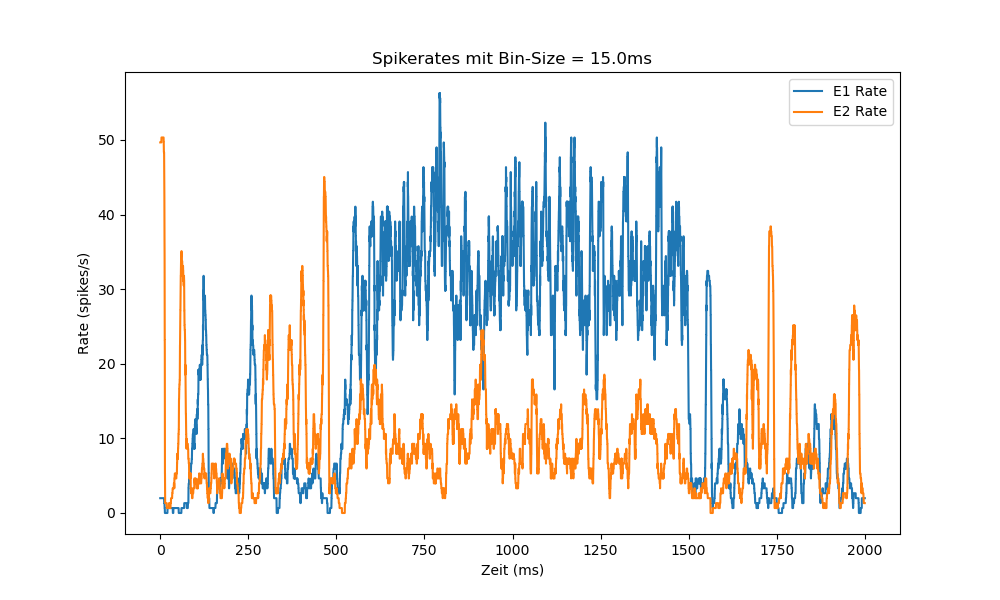 Spikerates mit Bin-Size = 15.0ms
E1 Rate
E2 Rate
50
40
30
20
10
0
Rate (spikes/s)
0 250 500 750 1000 1250 1500 1750 2000
Zeit (ms)